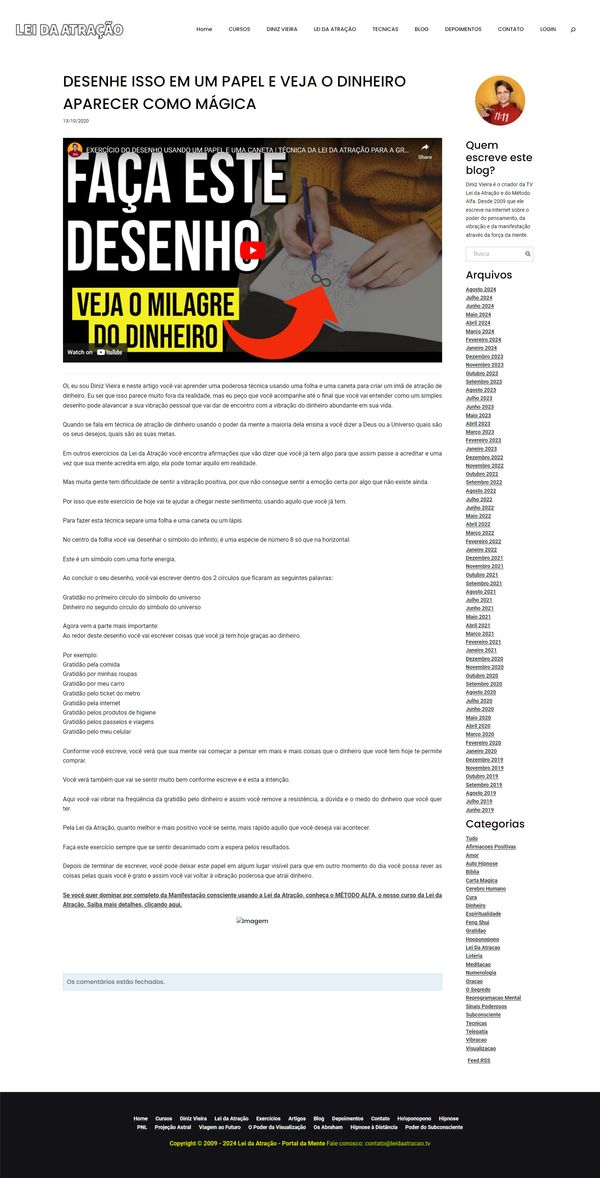 LEI DA ATRAÇÃO
Home CURSOS DINIZ VIEIRA LEI DA ATRAÇÃO TECNICAS BLOG DEPOIMENTOS CONTATO LOGIN
DESENHE ISSO EM UM PAPEL E VEJA O DINHEIRO
APARECER COMO MÁGICA
13/10/2020
EXERCÍCIO DO DESENHO USANDO UM PAPEL E UMA CANETA | TÉCNICA DA LEI DA ATRAÇÃO PARA A GR...
Share
FAÇA ESTE
DESENHO
VEJA O MILAGRE
DO DINHEIRO
Watch on YouTube
Oi, eu sou Diniz Vieira e neste artigo você vai aprender uma poderosa técnica usando uma folha e uma caneta para criar um imã de atração de
dinheiro. Eu sei que isso parece muito fora da realidade, mas eu peço que você acompanhe até o final que você vai entender como um simples
desenho pode alavancar a sua vibração pessoal que vai dar de encontro com a vibração do dinheiro abundante em sua vida.
Quando se fala em técnica de atração de dinheiro usando o poder da mente a maioria dela ensina a você dizer a Deus ou a Universo quais são
os seus desejos, quais são as suas metas.
Em outros exercícios da Lei da Atração você encontra afirmações que vão dizer que você já tem algo para que assim passe a acreditar e uma
vez que sua mente acredita em algo, ela pode tornar aquilo em realidade.
Mas muita gente tem dificuldade de sentir a vibração positiva, por que não consegue sentir a emoção certa por algo que não existe ainda.
Por isso que este exercício de hoje vai te ajudar a chegar neste sentimento, usando aquilo que você já tem.
Para fazer esta técnica separe uma folha e uma caneta ou um lápis.
No centro da folha você vai desenhar o símbolo do infinito, é uma espécie de número 8 só que na horizontal.
Este é um símbolo com uma forte energia.
Ao concluir o seu desenho, você vai escrever dentro dos 2 círculos que ficaram as seguintes palavras:
Gratidão no primeiro círculo do símbolo do universo
Dinheiro no segundo círculo do símbolo do universo
Agora vem a parte mais importante:
Ao redor deste desenho você vai escrever coisas que você já tem hoje graças ao dinheiro.
Por exemplo:
Gratidão pela comida
Gratidão por minhas roupas
Gratidão por meu carro
Gratidão pelo ticket do metro
Gratidão pela internet
Gratidão pelos produtos de higiene
Gratidão pelos passeios e viagens
Gratidão pelo meu celular
Conforme você escreve, você verá que sua mente vai começar a pensar em mais e mais coisas que o dinheiro que você tem hoje te permite
comprar.
Você verá também que vai se sentir muito bem conforme escreve e é esta a intenção.
Aqui você vai vibrar na freqüência da gratidão pelo dinheiro e assim você remove a resistência, a dúvida e o medo do dinheiro que você quer
ter.
Pela Lei da Atração, quanto melhor e mais positivo você se sente, mais rápido aquilo que você deseja vai acontecer.
Faça este exercício sempre que se sentir desanimado com a espera pelos resultados.
Depois de terminar de escrever, você pode deixar este papel em algum lugar visível para que em outro momento do dia você possa rever as
coisas pelas quais você é grato e assim você vai voltar à vibração poderosa que atrai dinheiro.
Se você quer dominar por completo da Manifestação consciente usando a Lei da Atração, conheça o MÉTODO ALFA, o nosso curso da Lei da
Atração. Saiba mais detalhes, clicando aqui.
Imagem
Os comentários estão fechados.
11:11
Quem
escreve este
blog?
Diniz Vieira é o criador da TV
Lei da Atração e do Método
Alfa. Desde 2009 que ele
escreve na Internet sobre o
poder do pensamento, da
vibração e da manifestação
através da força da mente.
Busca
Arquivos
Agosto 2024
Julho 2024
Junho 2024
Maio 2024
Abril 2024
Março 2024
Fevereiro 2024
Janeiro 2024
Dezembro 2023
Novembro 2023
Outubro 2023
Setembro 2023
Agosto 2023
Julho 2023
Junho 2023
Maio 2023
Abril 2023
Março 2023
Fevereiro 2023
Janeiro 2023
Dezembro 2022
Novembro 2022
Outubro 2022
Setembro 2022
Agosto 2022
Julho 2022
Junho 2022
Maio 2022
Abril 2022
Março 2022
Fevereiro 2022
Janeiro 2022
Dezembro 2021
Novembro 2021
Outubro 2021
Setembro 2021
Agosto 2021
Julho 2021
Junho 2021
Maio 2021
Abril 2021
Março 2021
Fevereiro 2021
Janeiro 2021
Dezembro 2020
Novembro 2020
Outubro 2020
Setembro 2020
Agosto 2020
Julho 2020
Junho 2020
Maio 2020
Abril 2020
Março 2020
Fevereiro 2020
Janeiro 2020
Dezembro 2019
Novembro 2019
Outubro 2019
Setembro 2019
Agosto 2019
Julho 2019
Junho 2019
Categorias
Tudo
Afirmacoes Positivas
Amor
Auto Hipnose
Biblia
Carta Magica
Cerebro Humano
Cura
Dinheiro
Espiritualidade
Feng Shui
Gratidao
Hooponopono
Lei Da Atracao
Loteria
Meditacao
Numerologia
Oracao
O Segredo
Reprogramacao Mental
Sinais Poderosos
Subconsciente
Tecnicas
Telepatia
Vibracao
Visualizacao
Feed RSS
Home Cursos Diniz Vieira Lei da Atração Exercícios Artigos Blog Depoimentos Contato Ho'oponopono Hipnose
PNL Projeção Astral Viagem ao Futuro O Poder da Visualização Os Abraham Hipnose à Distância Poder do Subconsciente
Copyright © 2009 - 2024 Lei da Atração - Portal da Mente Fale conosco: contato@leidaatracao.tv